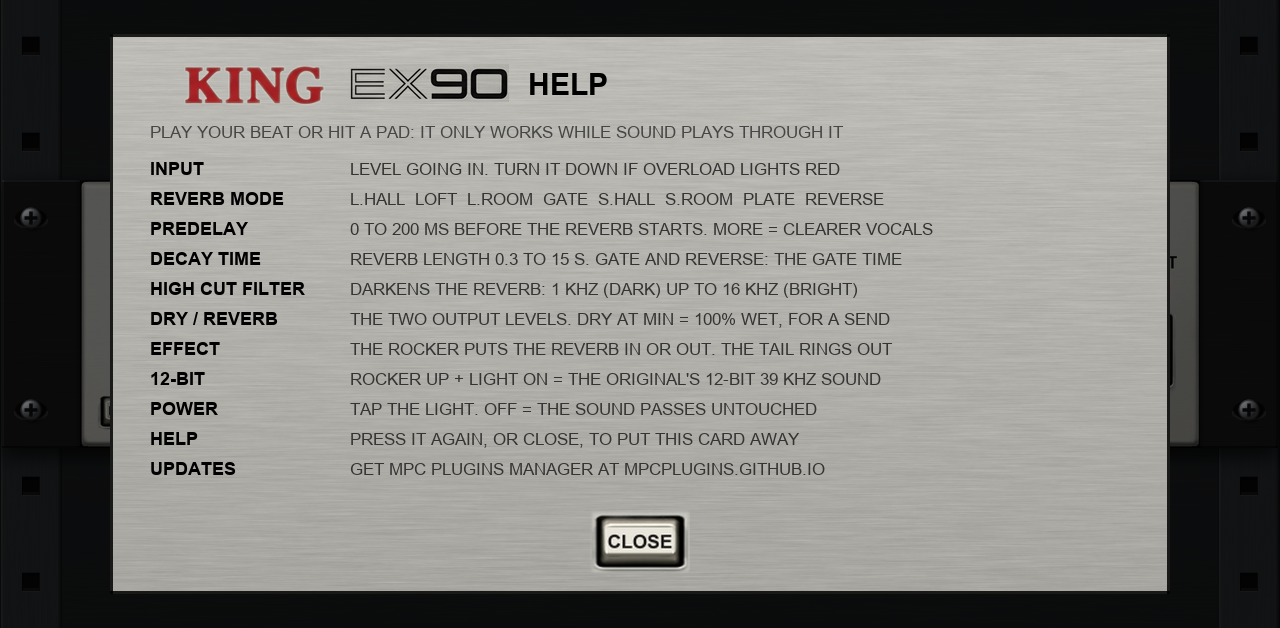 KING EX90 HELP
PLAY YOUR BEAT OR HIT A PAD: IT ONLY WORKS WHILE SOUND PLAYS THROUGH IT
INPUT LEVEL GOING IN. TURN IT DOWN IF OVERLOAD LIGHTS RED
REVERB MODE L.HALL LOFT L.ROOM GATE S.HALL S.ROOM PLATE REVERSE
PREDELAY 0 TO 200 MS BEFORE THE REVERB STARTS. MORE = CLEARER VOCALS
DECAY TIME REVERB LENGTH 0.3 TO 15 S. GATE AND REVERSE: THE GATE TIME
HIGH CUT FILTER DARKENS THE REVERB: 1 KHZ (DARK) UP TO 16 KHZ (BRIGHT)
DRY / REVERB THE TWO OUTPUT LEVELS. DRY AT MIN = 100% WET, FOR A SEND
EFFECT THE ROCKER PUTS THE REVERB IN OR OUT. THE TAIL RINGS OUT
12-BIT ROCKER UP + LIGHT ON = THE ORIGINAL'S 12-BIT 39 KHZ SOUND
POWER TAP THE LIGHT. OFF = THE SOUND PASSES UNTOUCHED
HELP PRESS IT AGAIN, OR CLOSE, TO PUT THIS CARD AWAY
UPDATES GET MPC PLUGINS MANAGER AT MPCPLUGINS.GITHUB.IO
CLOSE